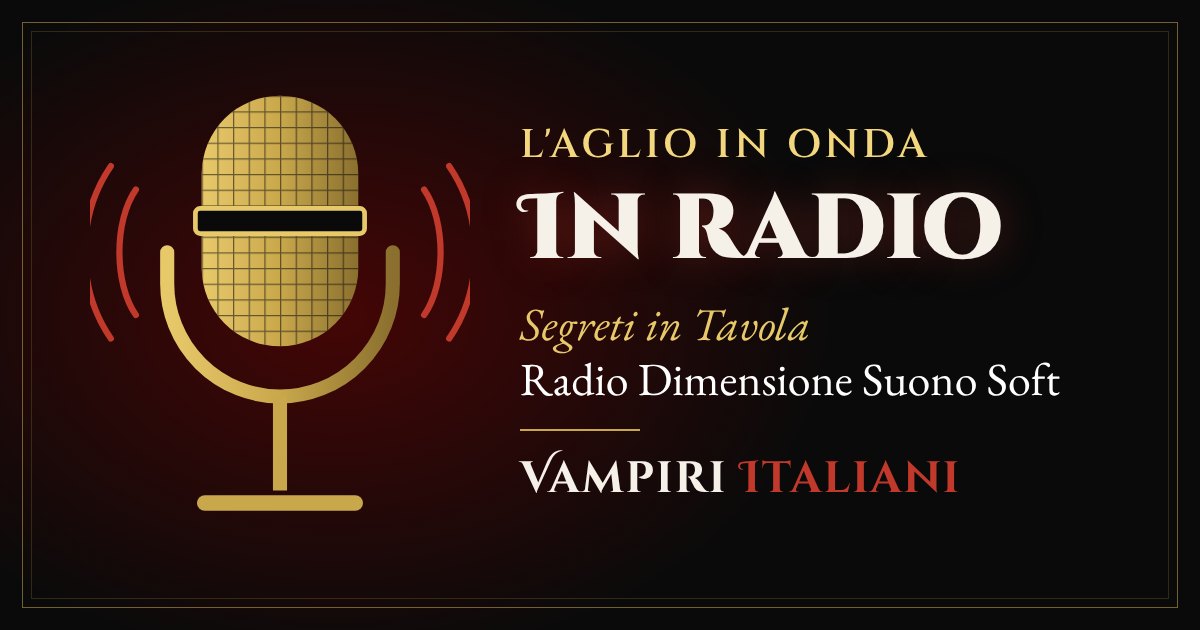 L'AGLIO IN ONDA
IN RADIO
Segreti in Tavola
Radio Dimensione Suono Soft
VAMPIRI ITALIANI